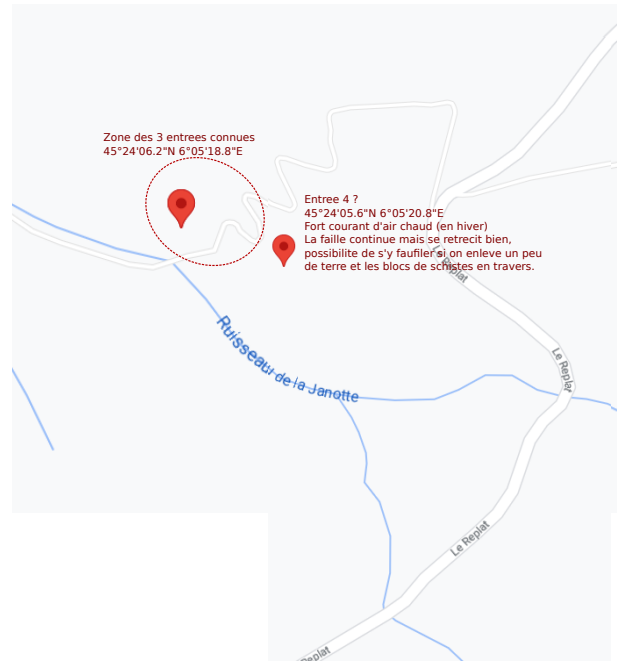 Zone des 3 entrees connues
45°24'06.2"N 6°05'18.8"E
Entree 4 ?
45°24'05.6"N 6°05'20.8"E
Fort courant d'air chaud (en hiver)
La faille continue mais se retrecit bien,
possibilite de s'y faufiler si on enleve un peu
de terre et les blocs de schistes en travers.
Le Replat
Ruisseau de la Janotte
Le Replat
Le Replat
Replat